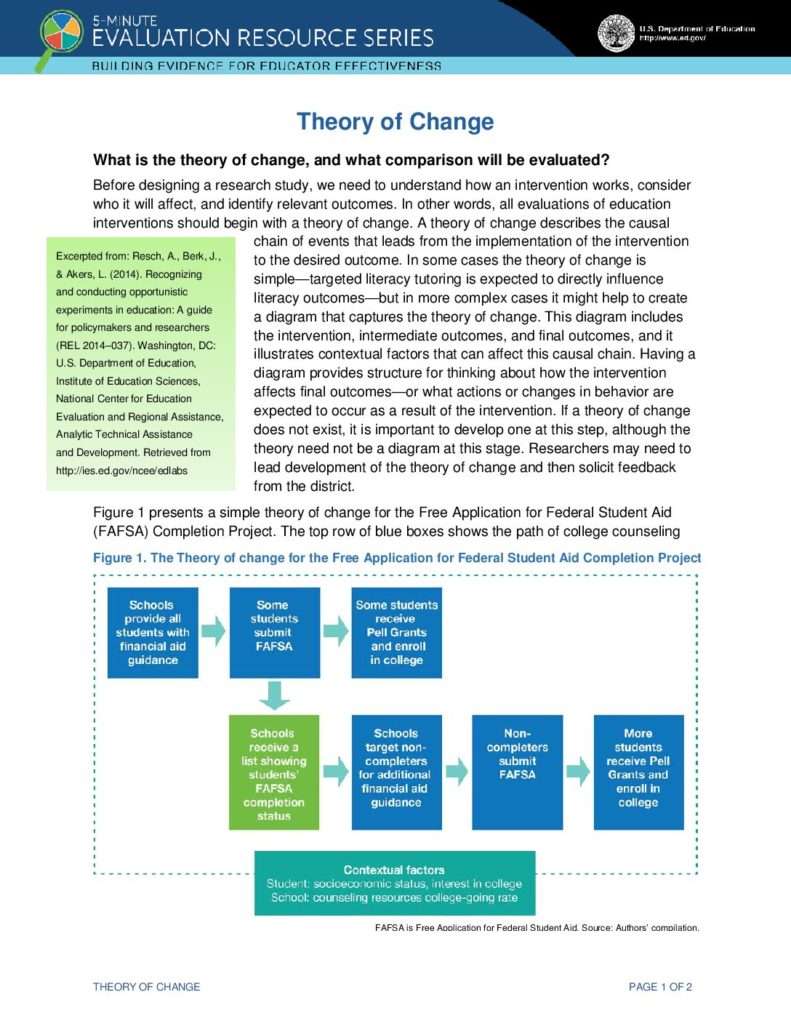 5-MINUTE
EVALUATION RESOURCE SERIES
BUILDING EVIDENCE FOR EDUCATOR EFFECTIVENESS
U.S. Department of Education
http://www.ed.gov/
Theory of Change
What is the theory of change, and what comparison will be evaluated?
Before designing a research study, we need to understand how an intervention works, consider
who it will affect, and identify relevant outcomes. In other words, all evaluations of education
interventions should begin with a theory of change. A theory of change describes the causal
chain of events that leads from the implementation of the intervention
to the desired outcome. In some cases the theory of change is
simple—targeted literacy tutoring is expected to directly influence
literacy outcomes—but in more complex cases it might help to create
a diagram that captures the theory of change. This diagram includes
the intervention, intermediate outcomes, and final outcomes, and it
illustrates contextual factors that can affect this causal chain. Having a
diagram provides structure for thinking about how the intervention
affects final outcomes—or what actions or changes in behavior are
expected to occur as a result of the intervention. If a theory of change
does not exist, it is important to develop one at this step, although the
theory need not be a diagram at this stage. Researchers may need to
lead development of the theory of change and then solicit feedback
from the district.
Excerpted from: Resch, A., Berk, J.,
& Akers, L. (2014). Recognizing
and conducting opportunistic
experiments in education: A guide
for policymakers and researchers
(REL 2014–037). Washington, DC:
U.S. Department of Education,
Institute of Education Sciences,
National Center for Education
Evaluation and Regional Assistance,
Analytic Technical Assistance
and Development. Retrieved from
http://ies.ed.gov/ncee/edlabs
Figure 1 presents a simple theory of change for the Free Application for Federal Student Aid
(FAFSA) Completion Project. The top row of blue boxes shows the path of college counseling
Figure 1. The Theory of change for the Free Application for Federal Student Aid Completion Project
Schools
provide all
students with
financial aid
guidance
Some
students
submit
FAFSA
Some students
receive
Pell Grants
and enroll
in college
Schools
receive a
list showing
students'
FAFSA
completion
status
Schools
target non-
completers
for additional
financial aid
guidance
Non-
completers
submit
FAFSA
More
students
receive Pell
Grants and
enroll in
college
Contextual factors
Student: socioeconomic status, interest in college
School: counseling resources college-going rate
FAFSA is Free Application for Federal Student Aid. Source: Authors' compilation.
THEORY OF CHANGE
PAGE 1 OF 2